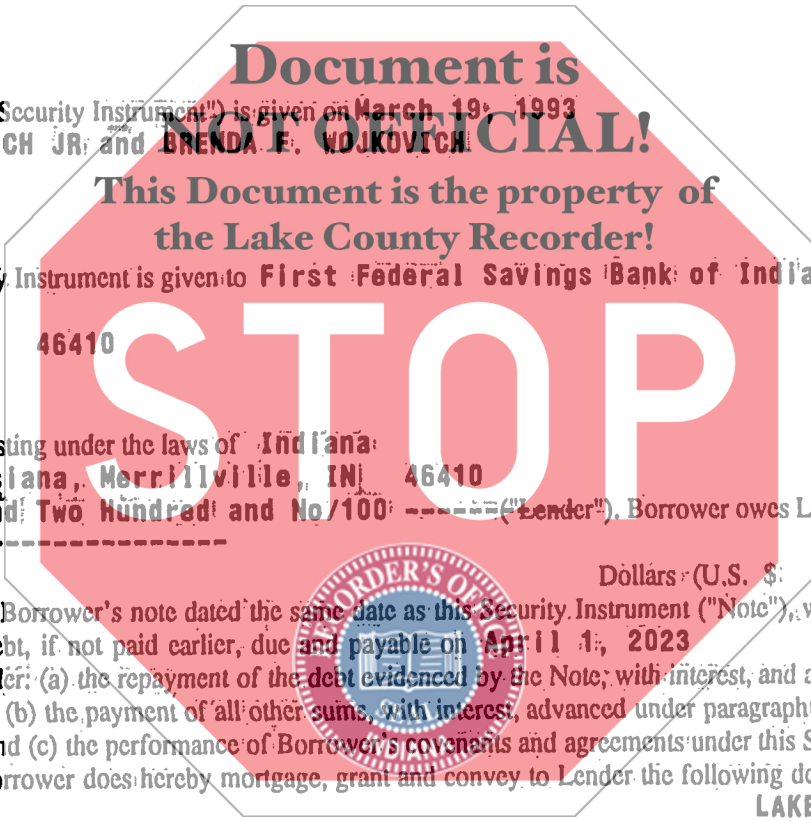 Document is
Security Instrument") is given on March 19, 1993
NOT OFFICIAL!
CH JR and BRENDA F. WOJKOVICH
This Document is the property of
the Lake County Recorder!
Instrument is given to First Federal Savings Bank of India
46410
STOP
sting under the laws of Indiana
iana, Merrillville, IN 46410
Two Hundred and No/100 ------("Lender"). Borrower owes L
-----------------
Dollars (U.S. $
Borrower's note dated the same date as this Security Instrument ("Note"),
bt, if not paid earlier, due and payable on April 1, 2023
er: (a) the repayment of the debt evidenced by the Note, with interest, and a
(b) the payment of all other sums, with interest, advanced under paragraph
nd (c) the performance of Borrower's covenants and agreements under this S
rrower does hereby mortgage, grant and convey to Lender the following de
LAKE